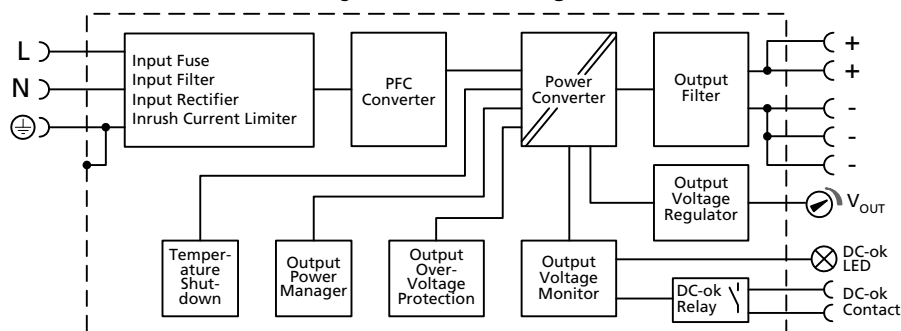 L
N
Input Fuse
Input Filter
Input Rectifier
Inrush Current Limiter
PFC
Converter
Power
Converter
Output
Filter
+
+
-
-
-
Output
Voltage
Regulator
VOUT
Temper-
ature
Shut-
down
Output
Power
Manager
Output
Over-
Voltage
Protection
Output
Voltage
Monitor
DC-ok
LED
DC-ok
Relay
DC-ok
Contact